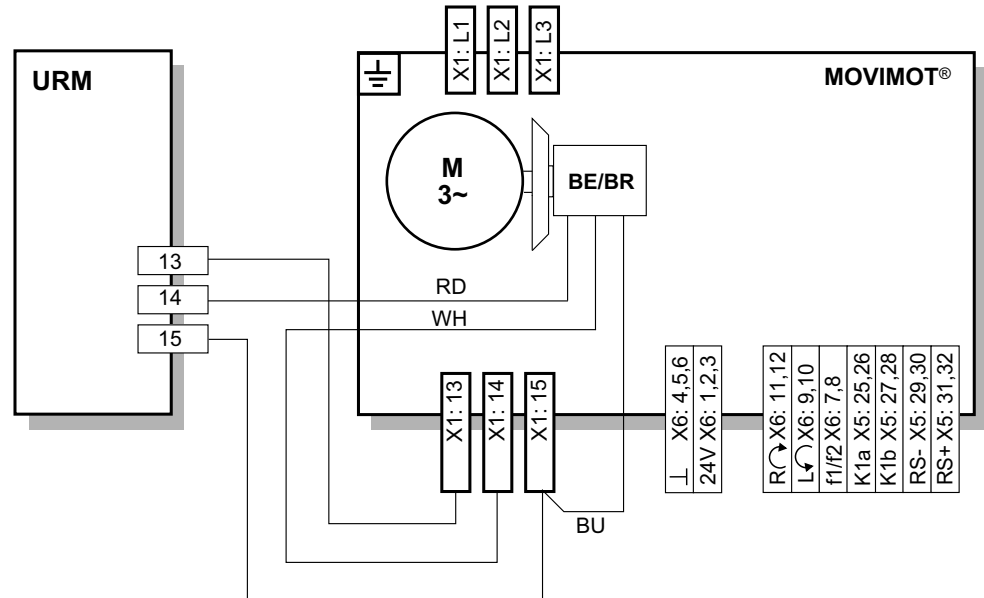 URM
13
14
15
X1: L1
X1: L2
X1: L3
MOVIMOT®
M
3~
BE/BR
RD
WH
X1: 13
X1: 14
X1: 15
BU
⊥ X6: 4,5,6
24V X6: 1,2,3
R X6: 11,12
L X6: 9,10
f1/f2 X6: 7,8
K1a X5: 25,26
K1b X5: 27,28
RS- X5: 29,30
RS+ X5: 31,32